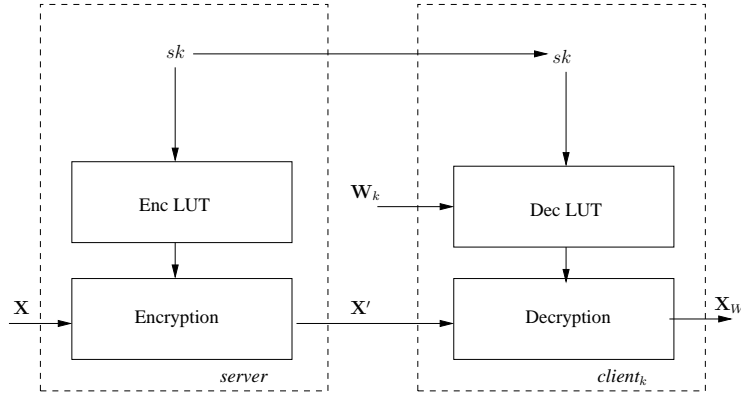 sk
sk
Enc LUT
W_k
Dec LUT
X
Encryption
X'
Decryption
X_W
server
client_k